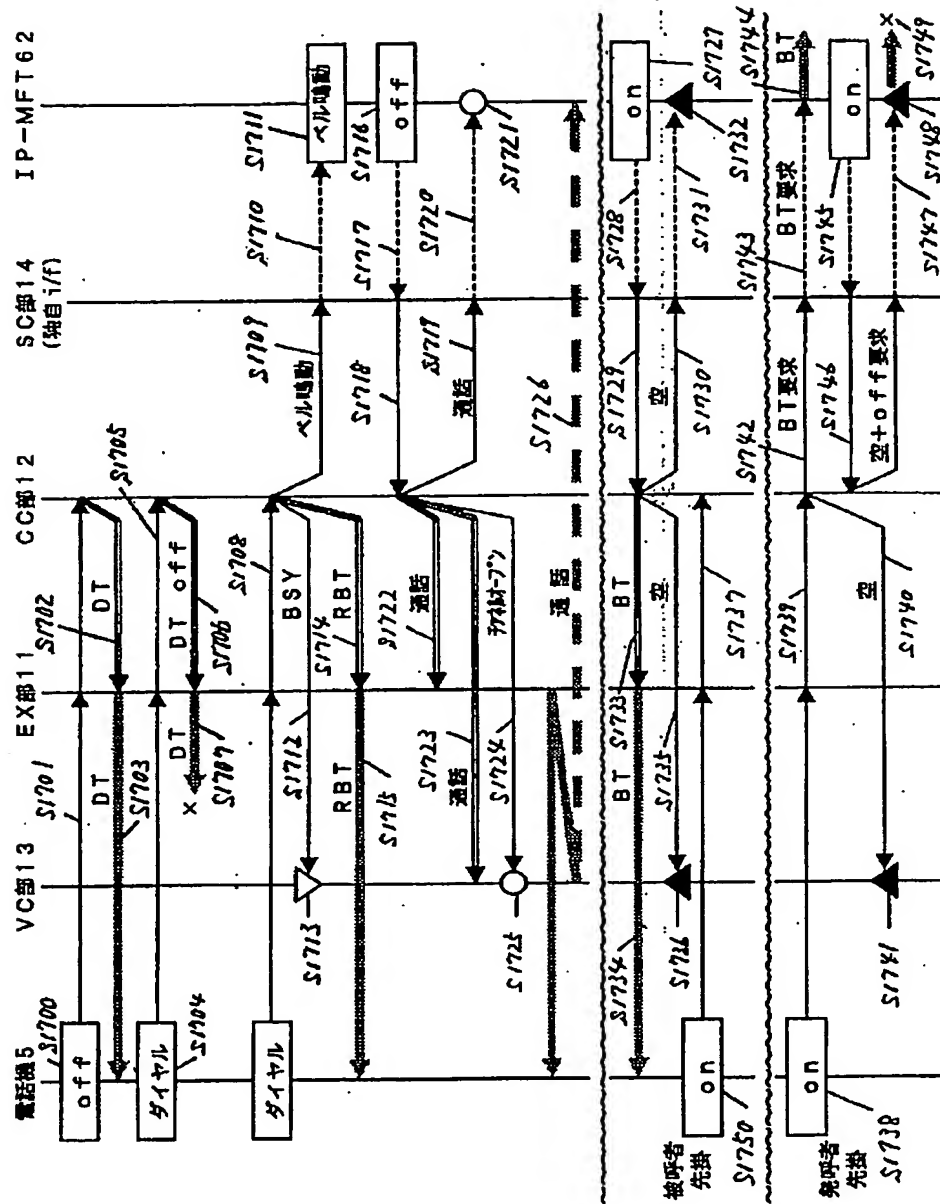 電話機5
VC部13
EX部11
CC部12
SC部14
(独自i/f)
IP-MFT62
off
S1700
S1701
S1702
DT
DT
S1703
ダイヤル
S1704
S1705
DT off
S1706
DT
×
S1707
ダイヤル
S1708
ベル鳴動
S1709
S1710
ベル鳴動
S1711
BSY
S1712
S1713
RBT
S1714
RBT
S1715
off
S1716
S1717
S1718
通話
S1719
S1720
S1721
通話
S1722
通話
S1723
チャネルオープン
S1724
S1725
通話
S1726
on
S1727
S1728
S1729
空
S1730
S1731
S1732
BT
S1733
BT
S1734
空
S1735
S1736
S1737
on
S1750
被呼者
先掛
発呼者
先掛
on
S1738
S1739
空
S1740
S1741
BT要求
S1742
BT要求
S1743
BT
S1744
on
S1745
S1746
空+off要求
S1747
S1748
×
S1749